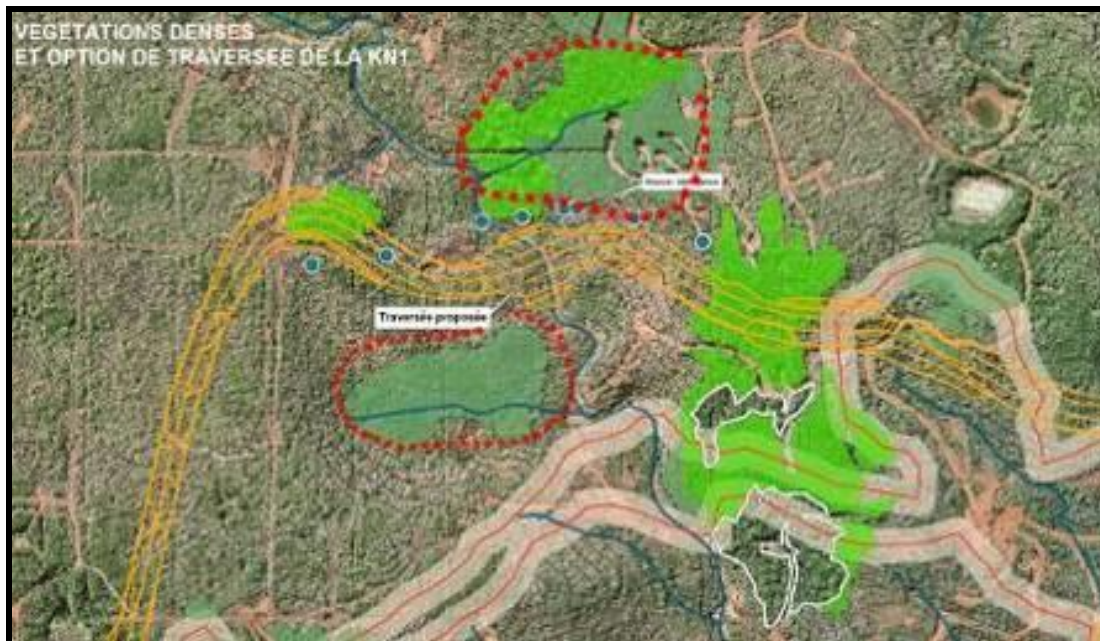 VEGETATIONS DENSES
ET OPTION DE TRAVERSEE DE LA KN1
Traversée proposée